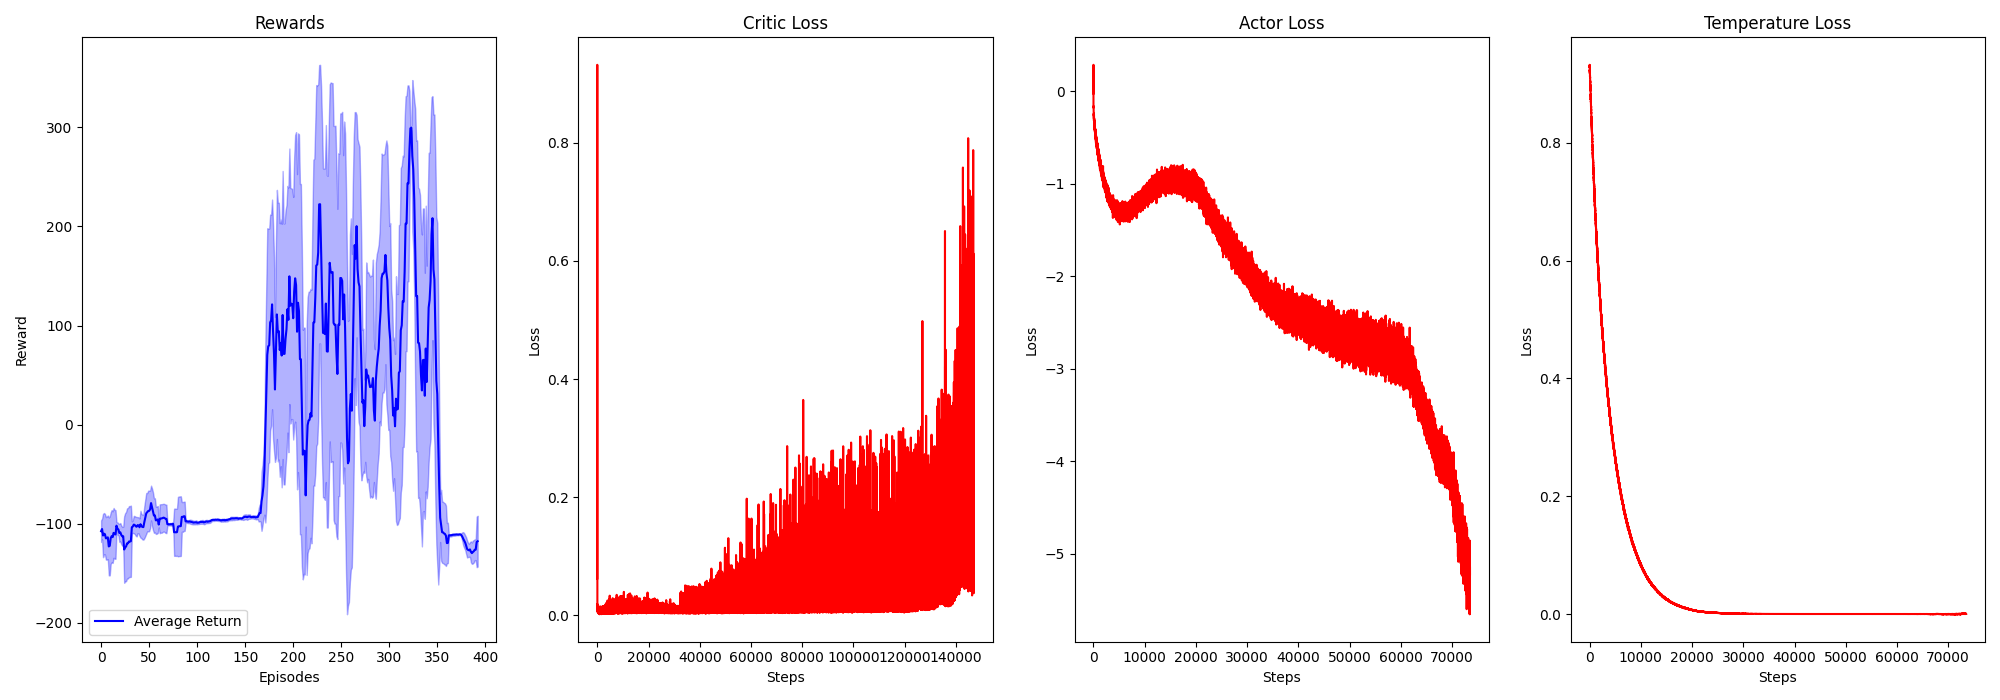 Rewards
Reward
300
200
100
0
−100
−200
Average Return
0 50 100 150 200 250 300 350 400
Episodes
Critic Loss
Loss
0.8
0.6
0.4
0.2
0.0
0 20000 40000 60000 80000 100000 120000 140000
Steps
Actor Loss
Loss
0
−1
−2
−3
−4
−5
0 10000 20000 30000 40000 50000 60000 70000
Steps
Temperature Loss
Loss
0.8
0.6
0.4
0.2
0.0
0 10000 20000 30000 40000 50000 60000 70000
Steps